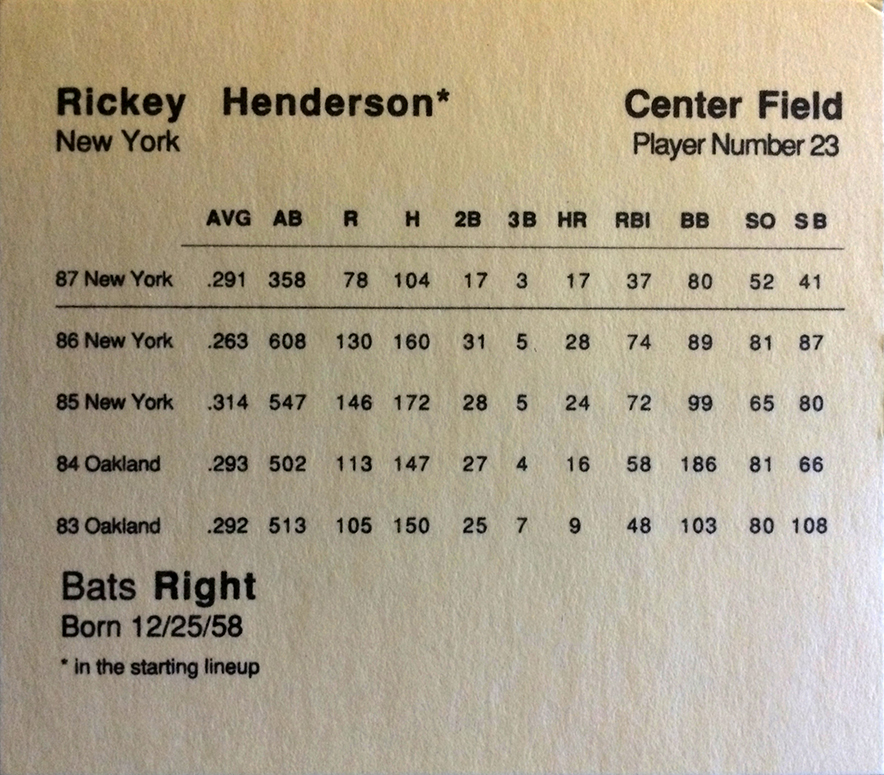 Rickey Henderson* Center Field
New York Player Number 23
AVG AB R H 2B 3B HR RBI BB SO SB
87 New York .291 358 78 104 17 3 17 37 80 52 41
86 New York .263 608 130 160 31 5 28 74 89 81 87
85 New York .314 547 146 172 28 5 24 72 99 65 80
84 Oakland .293 502 113 147 27 4 16 58 186 81 66
83 Oakland .292 513 105 150 25 7 9 48 103 80 108
Bats Right
Born 12/25/58
* in the starting lineup